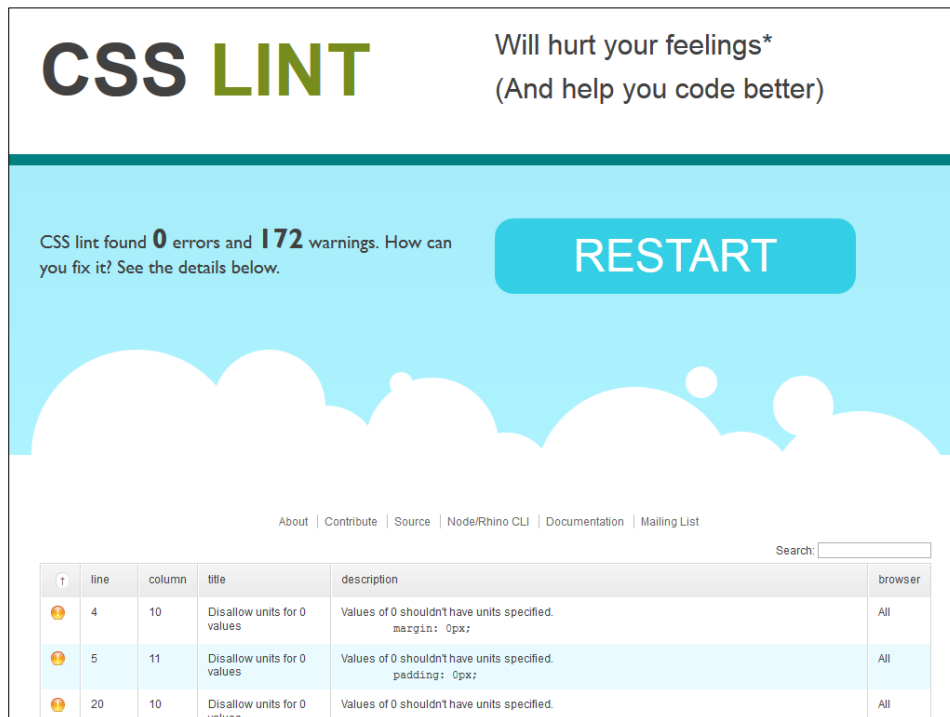 CSS LINT
Will hurt your feelings*
(And help you code better)
CSS lint found 0 errors and 172 warnings. How can
you fix it? See the details below.
RESTART
About | Contribute | Source | Node/Rhino CLI | Documentation | Mailing List
Search:
↑ line column title description browser
4 10 Disallow units for 0 values Values of 0 shouldn't have units specified. All
margin: 0px;
5 11 Disallow units for 0 values Values of 0 shouldn't have units specified. All
padding: 0px;
20 10 Disallow units for 0 values Values of 0 shouldn't have units specified. All